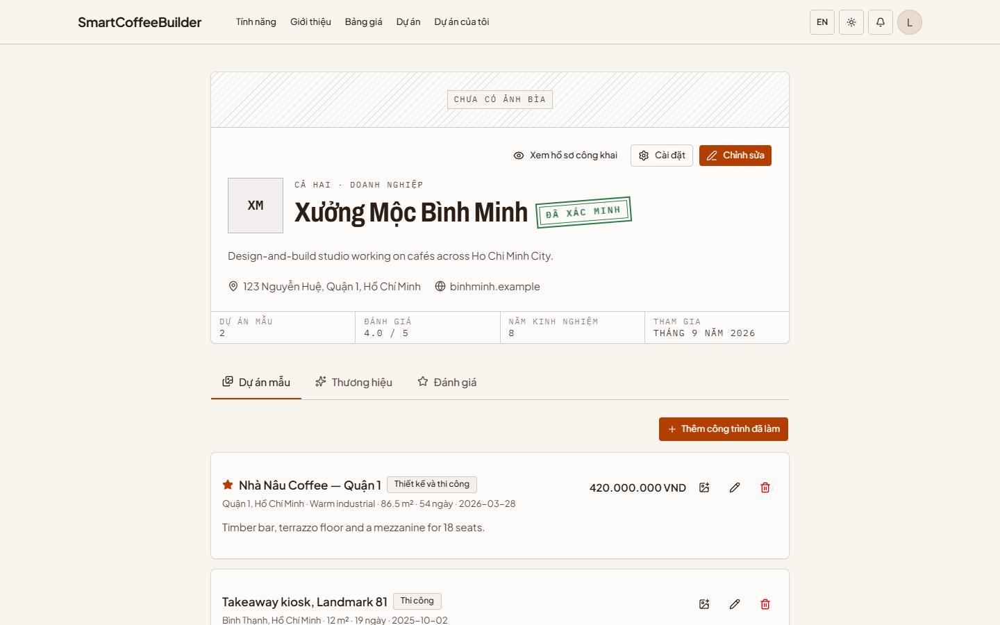 SmartCoffeeBuilder
Tính năng
Giới thiệu
Bảng giá
Dự án
Dự án của tôi
EN
L
CHƯA CÓ ẢNH BÌA
Xem hồ sơ công khai
Cài đặt
Chỉnh sửa
XM
CẢ HAI · DOANH NGHIỆP
Xưởng Mộc Bình Minh
ĐÃ XÁC MINH
Design-and-build studio working on cafés across Ho Chi Minh City.
123 Nguyễn Huệ, Quận 1, Hồ Chí Minh
binhminh.example
DỰ ÁN MẪU
2
ĐÁNH GIÁ
4.0 / 5
NĂM KINH NGHIỆM
8
THAM GIA
THÁNG 9 NĂM 2026
Dự án mẫu
Thương hiệu
Đánh giá
Thêm công trình đã làm
Nhà Nâu Coffee — Quận 1
Thiết kế và thi công
420.000.000 VND
Quận 1, Hồ Chí Minh · Warm industrial · 86.5 m² · 54 ngày · 2026-03-28
Timber bar, terrazzo floor and a mezzanine for 18 seats.
Takeaway kiosk, Landmark 81
Thi công
Bình Thạnh, Hồ Chí Minh · 12 m² · 19 ngày · 2025-10-02